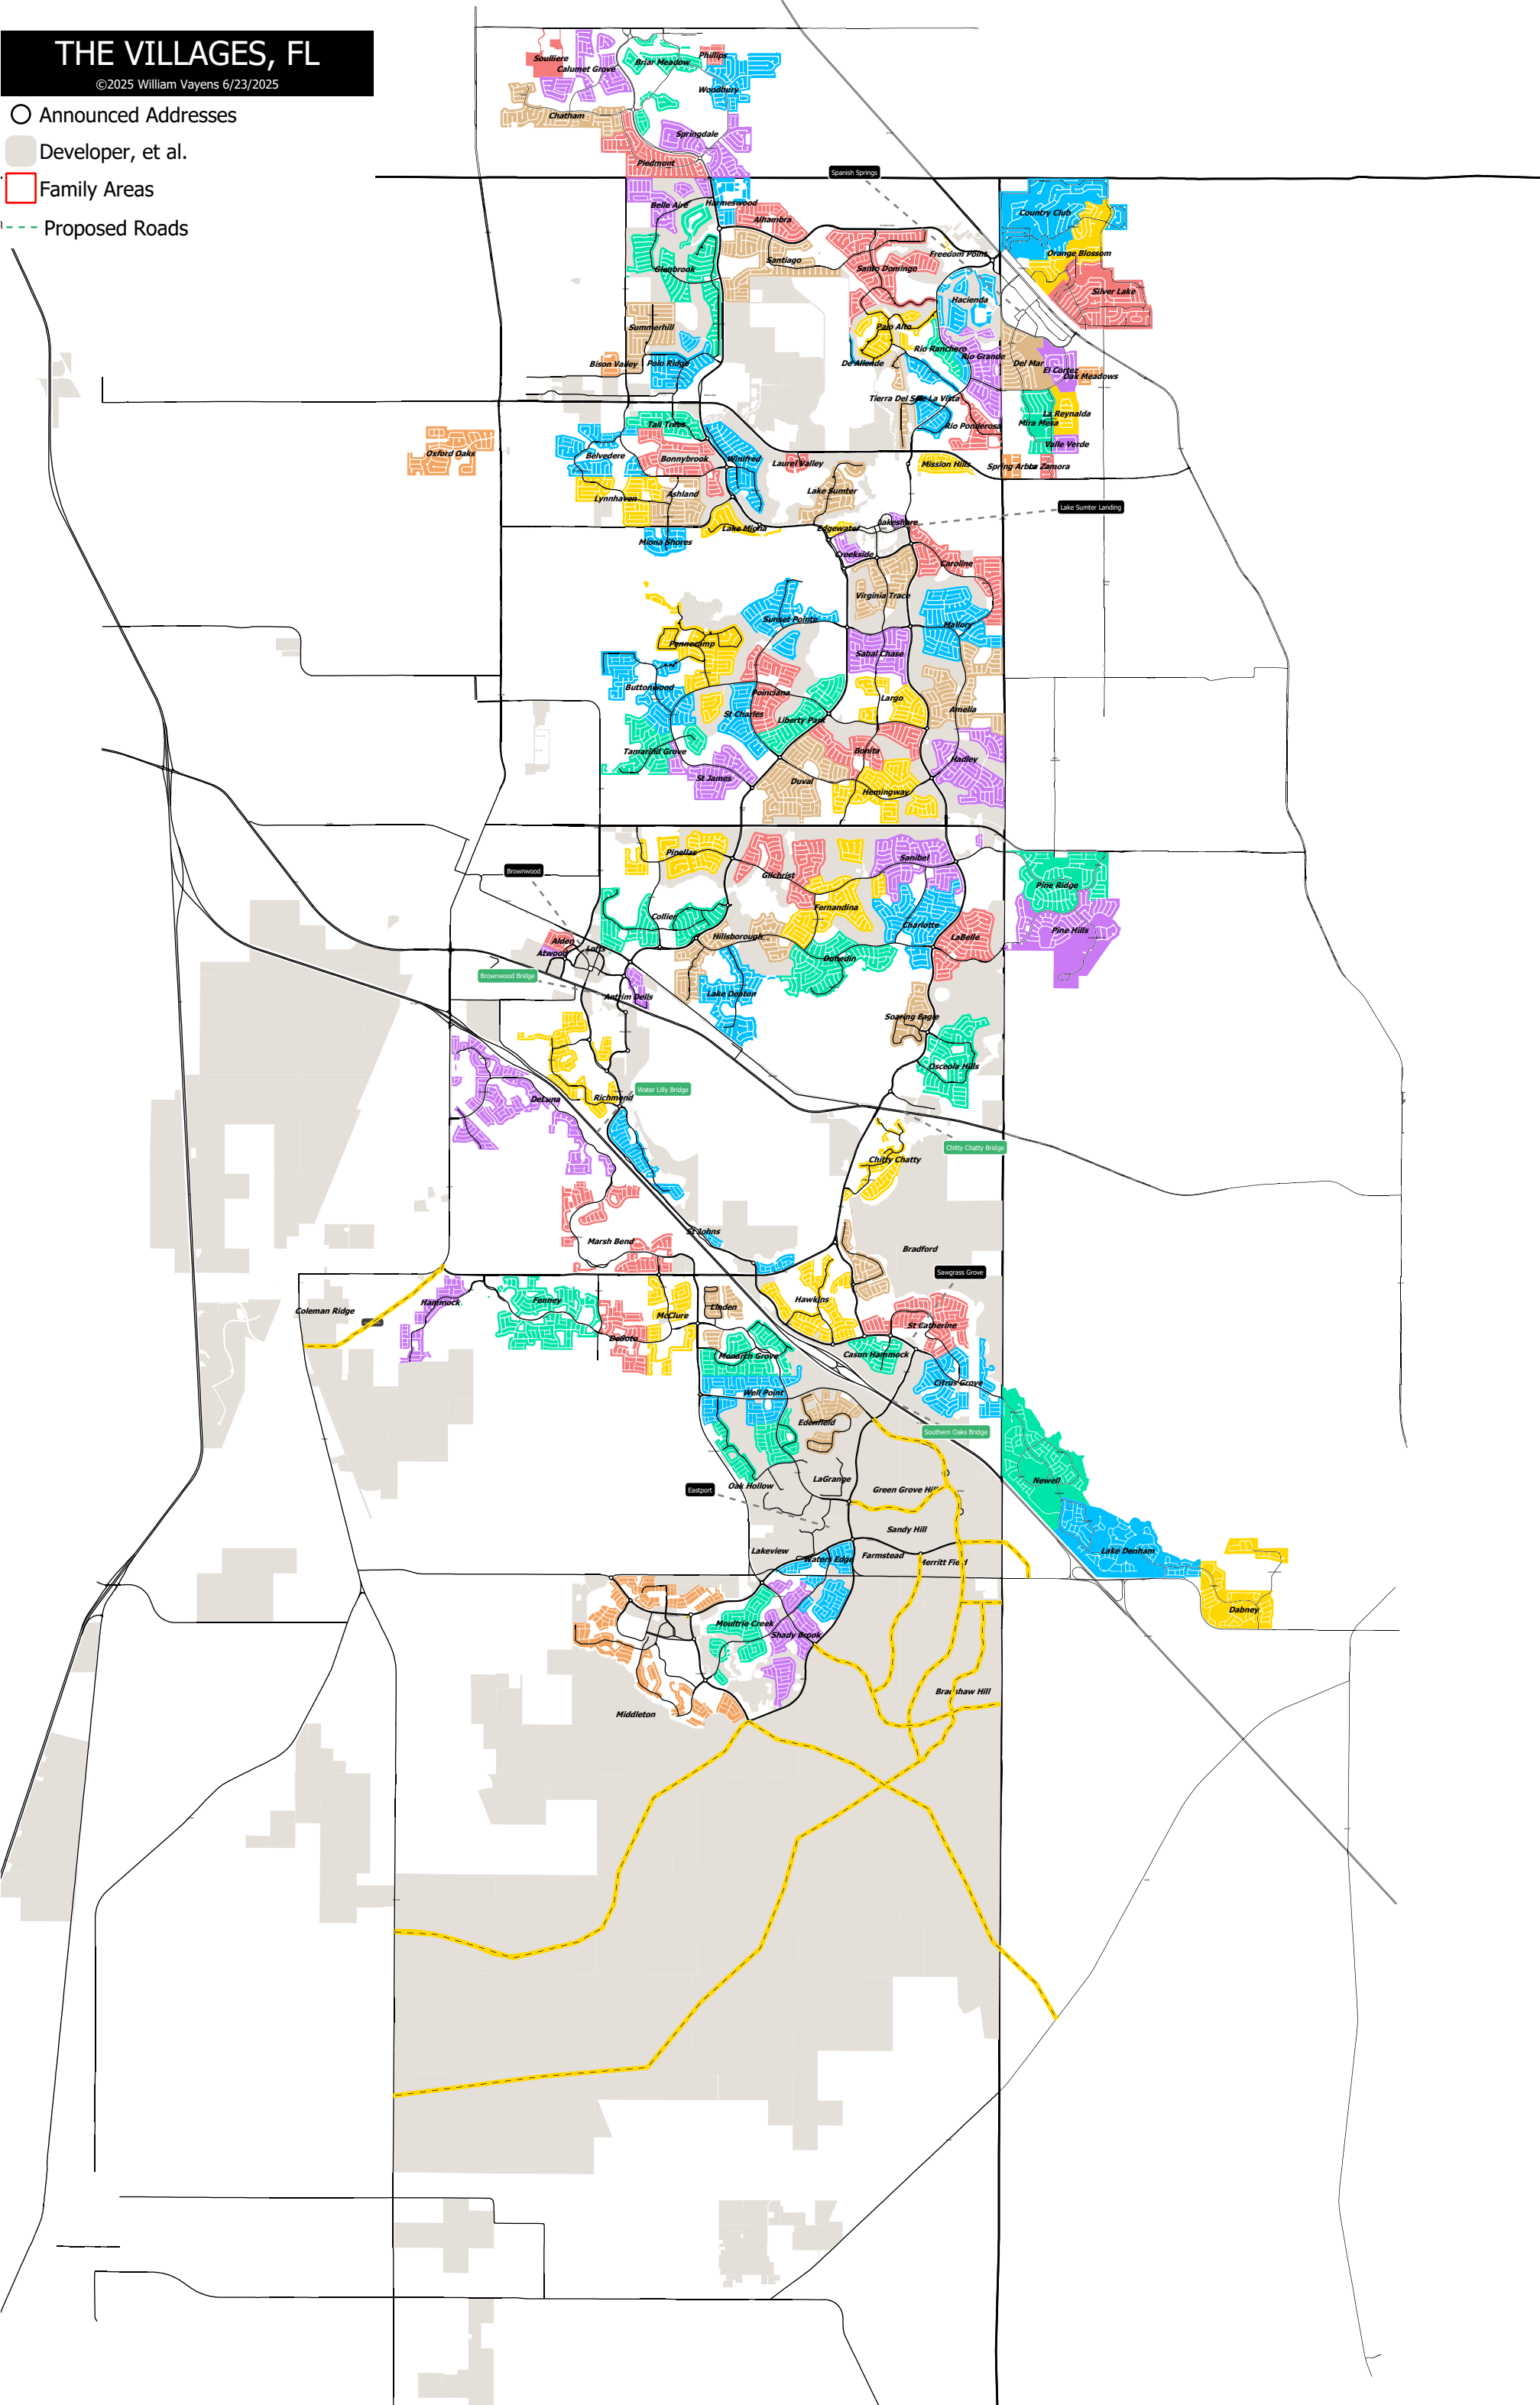 THE VILLAGES, FL
©2025 William Vayens 6/23/2025
Announced Addresses
Developer, et al.
Family Areas
Proposed Roads
Soulliere
Calumet Grove
Briar Meadow
Phillips
Woodbury
Chatham
Springdale
Piedmont
Spanish Springs
Belle Aire
Harmeswood
Alhambra
Country Club
Glenbrook
Santiago
Santo Domingo
Freedom Point
Orange Blossom
Silver Lake
Hacienda
Summerhill
Palo Alto
Bison Valley
Polo Ridge
De Allende
Rio Ranchero
Rio Grande
Del Mar
El Cortez
Oak Meadows
Tierra Del Sol
De La Vista
La Reynalda
Mira Mesa
Rio Ponderosa
Valle Verde
Tall Trees
Oxford Oaks
Belvedere
Bonnybrook
Winifred
Laurel Valley
Mission Hills
Spring Arbor
La Zamora
Lynnhaven
Ashland
Lake Sumter
Lake Sumter Landing
Lake Miona
Edgewater
Lakeshore
Miona Shores
Creekside
Caroline
Virginia Trace
Sunset Pointe
Mallory
Pennecamp
Sabal Chase
Buttonwood
Poinciana
Largo
St Charles
Liberty Park
Amelia
Tamarind Grove
Bonita
Hadley
St James
Duval
Hemingway
Pinellas
Sanibel
Brownwood
Gilchrist
Pine Ridge
Collier
Fernandina
Charlotte
Pine Hills
Alden
Lofts
Hillsborough
LaBelle
Atwood
Dunedin
Brownwood Bridge
Antrim Dells
Lake Deaton
Soaring Eagle
Osceola Hills
Water Lilly Bridge
DeLuna
Richmond
Chitty Chatty Bridge
Chitty Chatty
St Johns
Marsh Bend
Bradford
Sawgrass Grove
Coleman Ridge
Hammock
Fenney
Linden
Hawkins
McClure
DeSoto
St Catherine
Monarch Grove
Cason Hammock
Citrus Grove
Well Point
Edenfield
Southern Oaks Bridge
Newell
LaGrange
Oak Hollow
Eastport
Green Grove Hill
Sandy Hill
Lakeview
Waters Edge
Farmstead
Merritt Field
Lake Denham
Dabney
Moultrie Creek
Shady Brook
Bradshaw Hill
Middleton